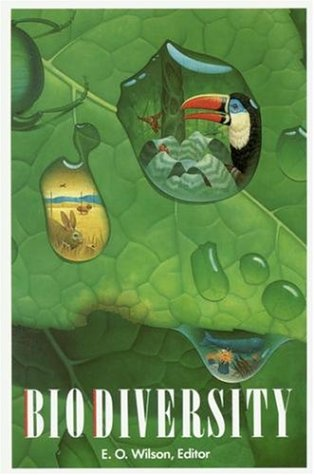 BIODIVERSITY
E. O. Wilson, Editor